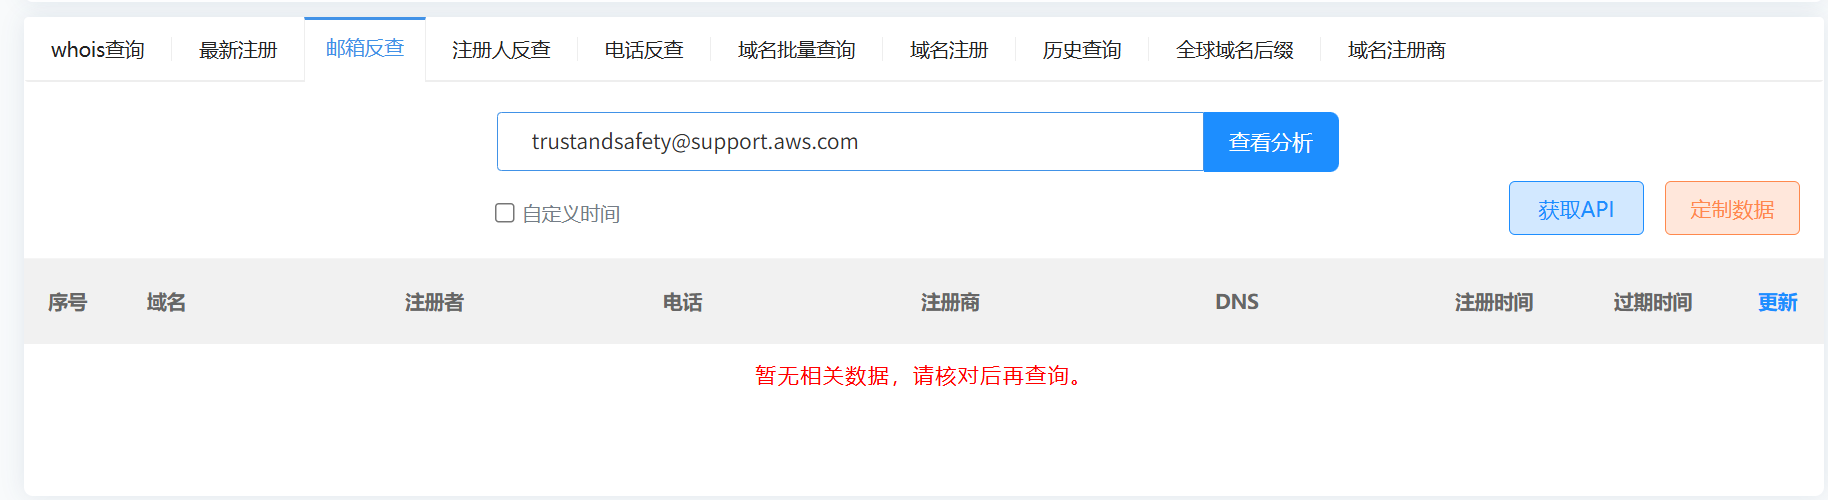 whois查询 最新注册 邮箱反查 注册人反查 电话反查 域名批量查询 域名注册 历史查询 全球域名后缀 域名注册商
trustandsafety@support.aws.com 查看分析
自定义时间
获取API 定制数据
序号 域名 注册者 电话 注册商 DNS 注册时间 过期时间 更新
暂无相关数据，请核对后再查询。